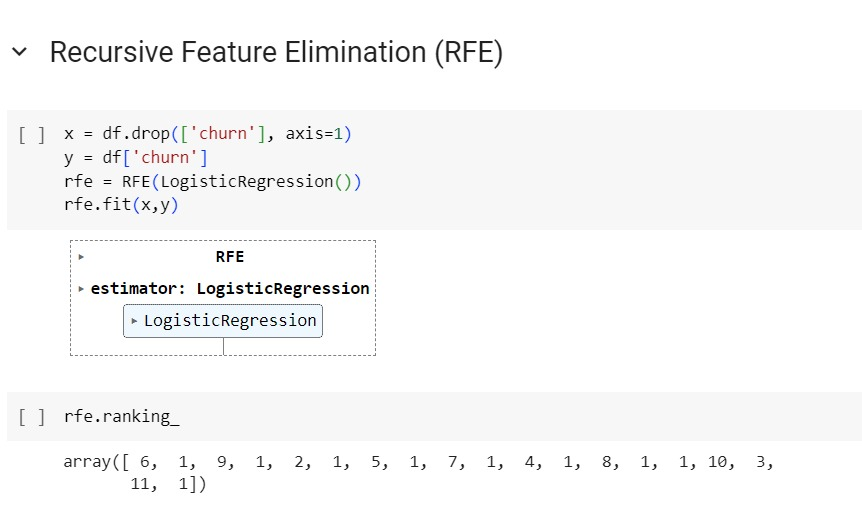 Recursive Feature Elimination (RFE)
[ ] x = df.drop(['churn'], axis=1)
y = df['churn']
rfe = RFE(LogisticRegression())
rfe.fit(x,y)
RFE
estimator: LogisticRegression
LogisticRegression
[ ] rfe.ranking_
array([ 6, 1, 9, 1, 2, 1, 5, 1, 7, 1, 4, 1, 8, 1, 1, 10, 3,
11, 1])